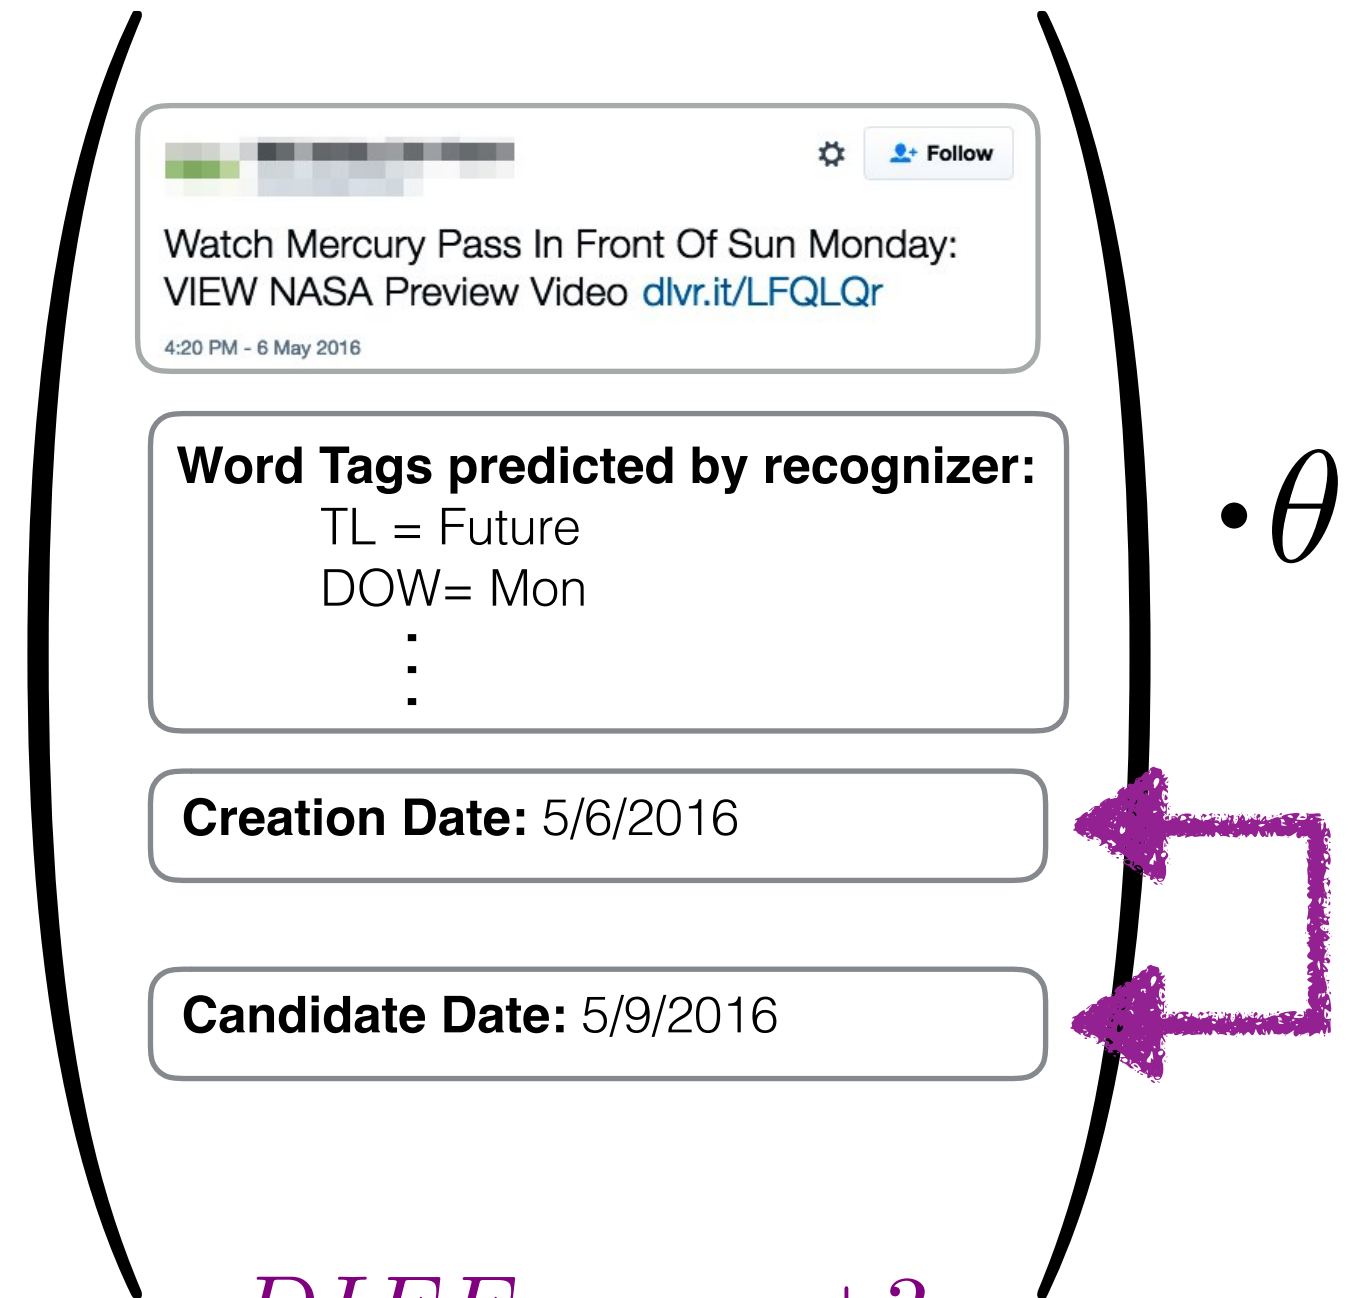 Follow
Watch Mercury Pass In Front Of Sun Monday:
VIEW NASA Preview Video dlvr.it/LFQLQr
4:20 PM - 6 May 2016
Word Tags predicted by recognizer:
TL = Future
DOW= Mon
· θ
Creation Date: 5/6/2016
Candidate Date: 5/9/2016